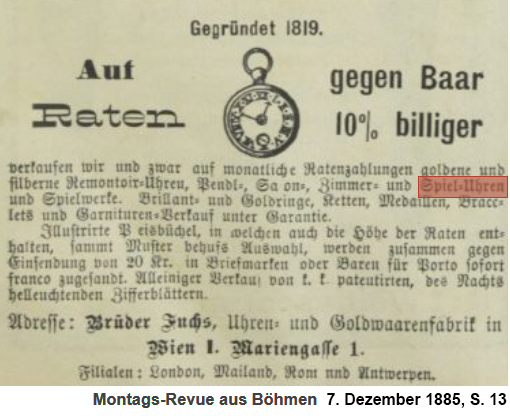 Gegründet 1819.
Auf Raten
gegen Baar 10% billiger
verkaufen wir und zwar auf monatliche Ratenzahlungen goldene und
silberne Remontoir-Uhren, Pendl-, Sa on-, Zimmer- und Spiel-Uhren
und Spielwerke. Brillant- und Goldringe, Ketten, Medaillen, Brace-
lets und Garnituren-Verkauf unter Garantie.
Illustrirte P eisbüchel, in welchen auch die Höhe der Raten ent-
halten, sammt Muster behufs Auswahl, werden zusammen gegen
Einsendung von 20 Kr. in Briefmarken oder Baren für Porto sofort
franco zugesandt. Alleiniger Verkauf von k. k. patentirten, des Nachts
helleuchtenden Zifferblättern.
Adresse: Brüder Fuchs, Uhren- und Goldwaarenfabrik in
Wien I. Mariengasse 1.
Filialen: London, Mailand, Rom nnd Antwerpen.
Montags-Revue aus Böhmen 7. Dezember 1885, S. 13